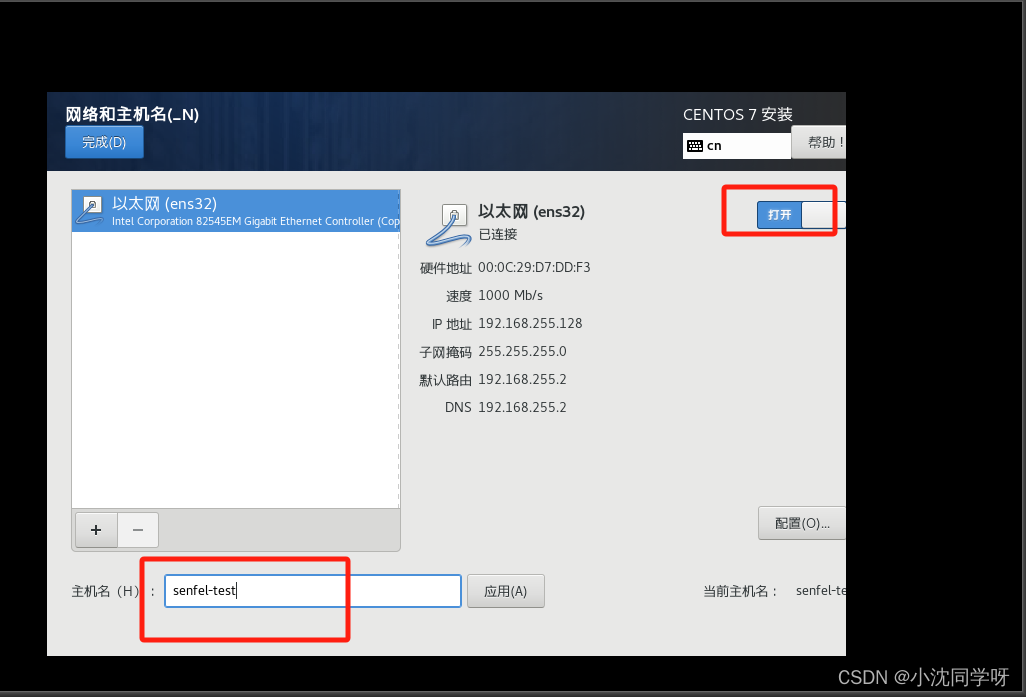 网络和主机名(_N)
CENTOS 7 安装
完成(D)
cn
帮助!
以太网 (ens32)
Intel Corporation 82545EM Gigabit Ethernet Controller (Cop
以太网 (ens32)
已连接
打开
硬件地址 00:0C:29:D7:DD:F3
速度 1000 Mb/s
IP 地址 192.168.255.128
子网掩码 255.255.255.0
默认路由 192.168.255.2
DNS 192.168.255.2
+ −
配置(O)...
主机名（H）： senfel-test 应用(A)
当前主机名： senfel-te
CSDN @小沈同学呀